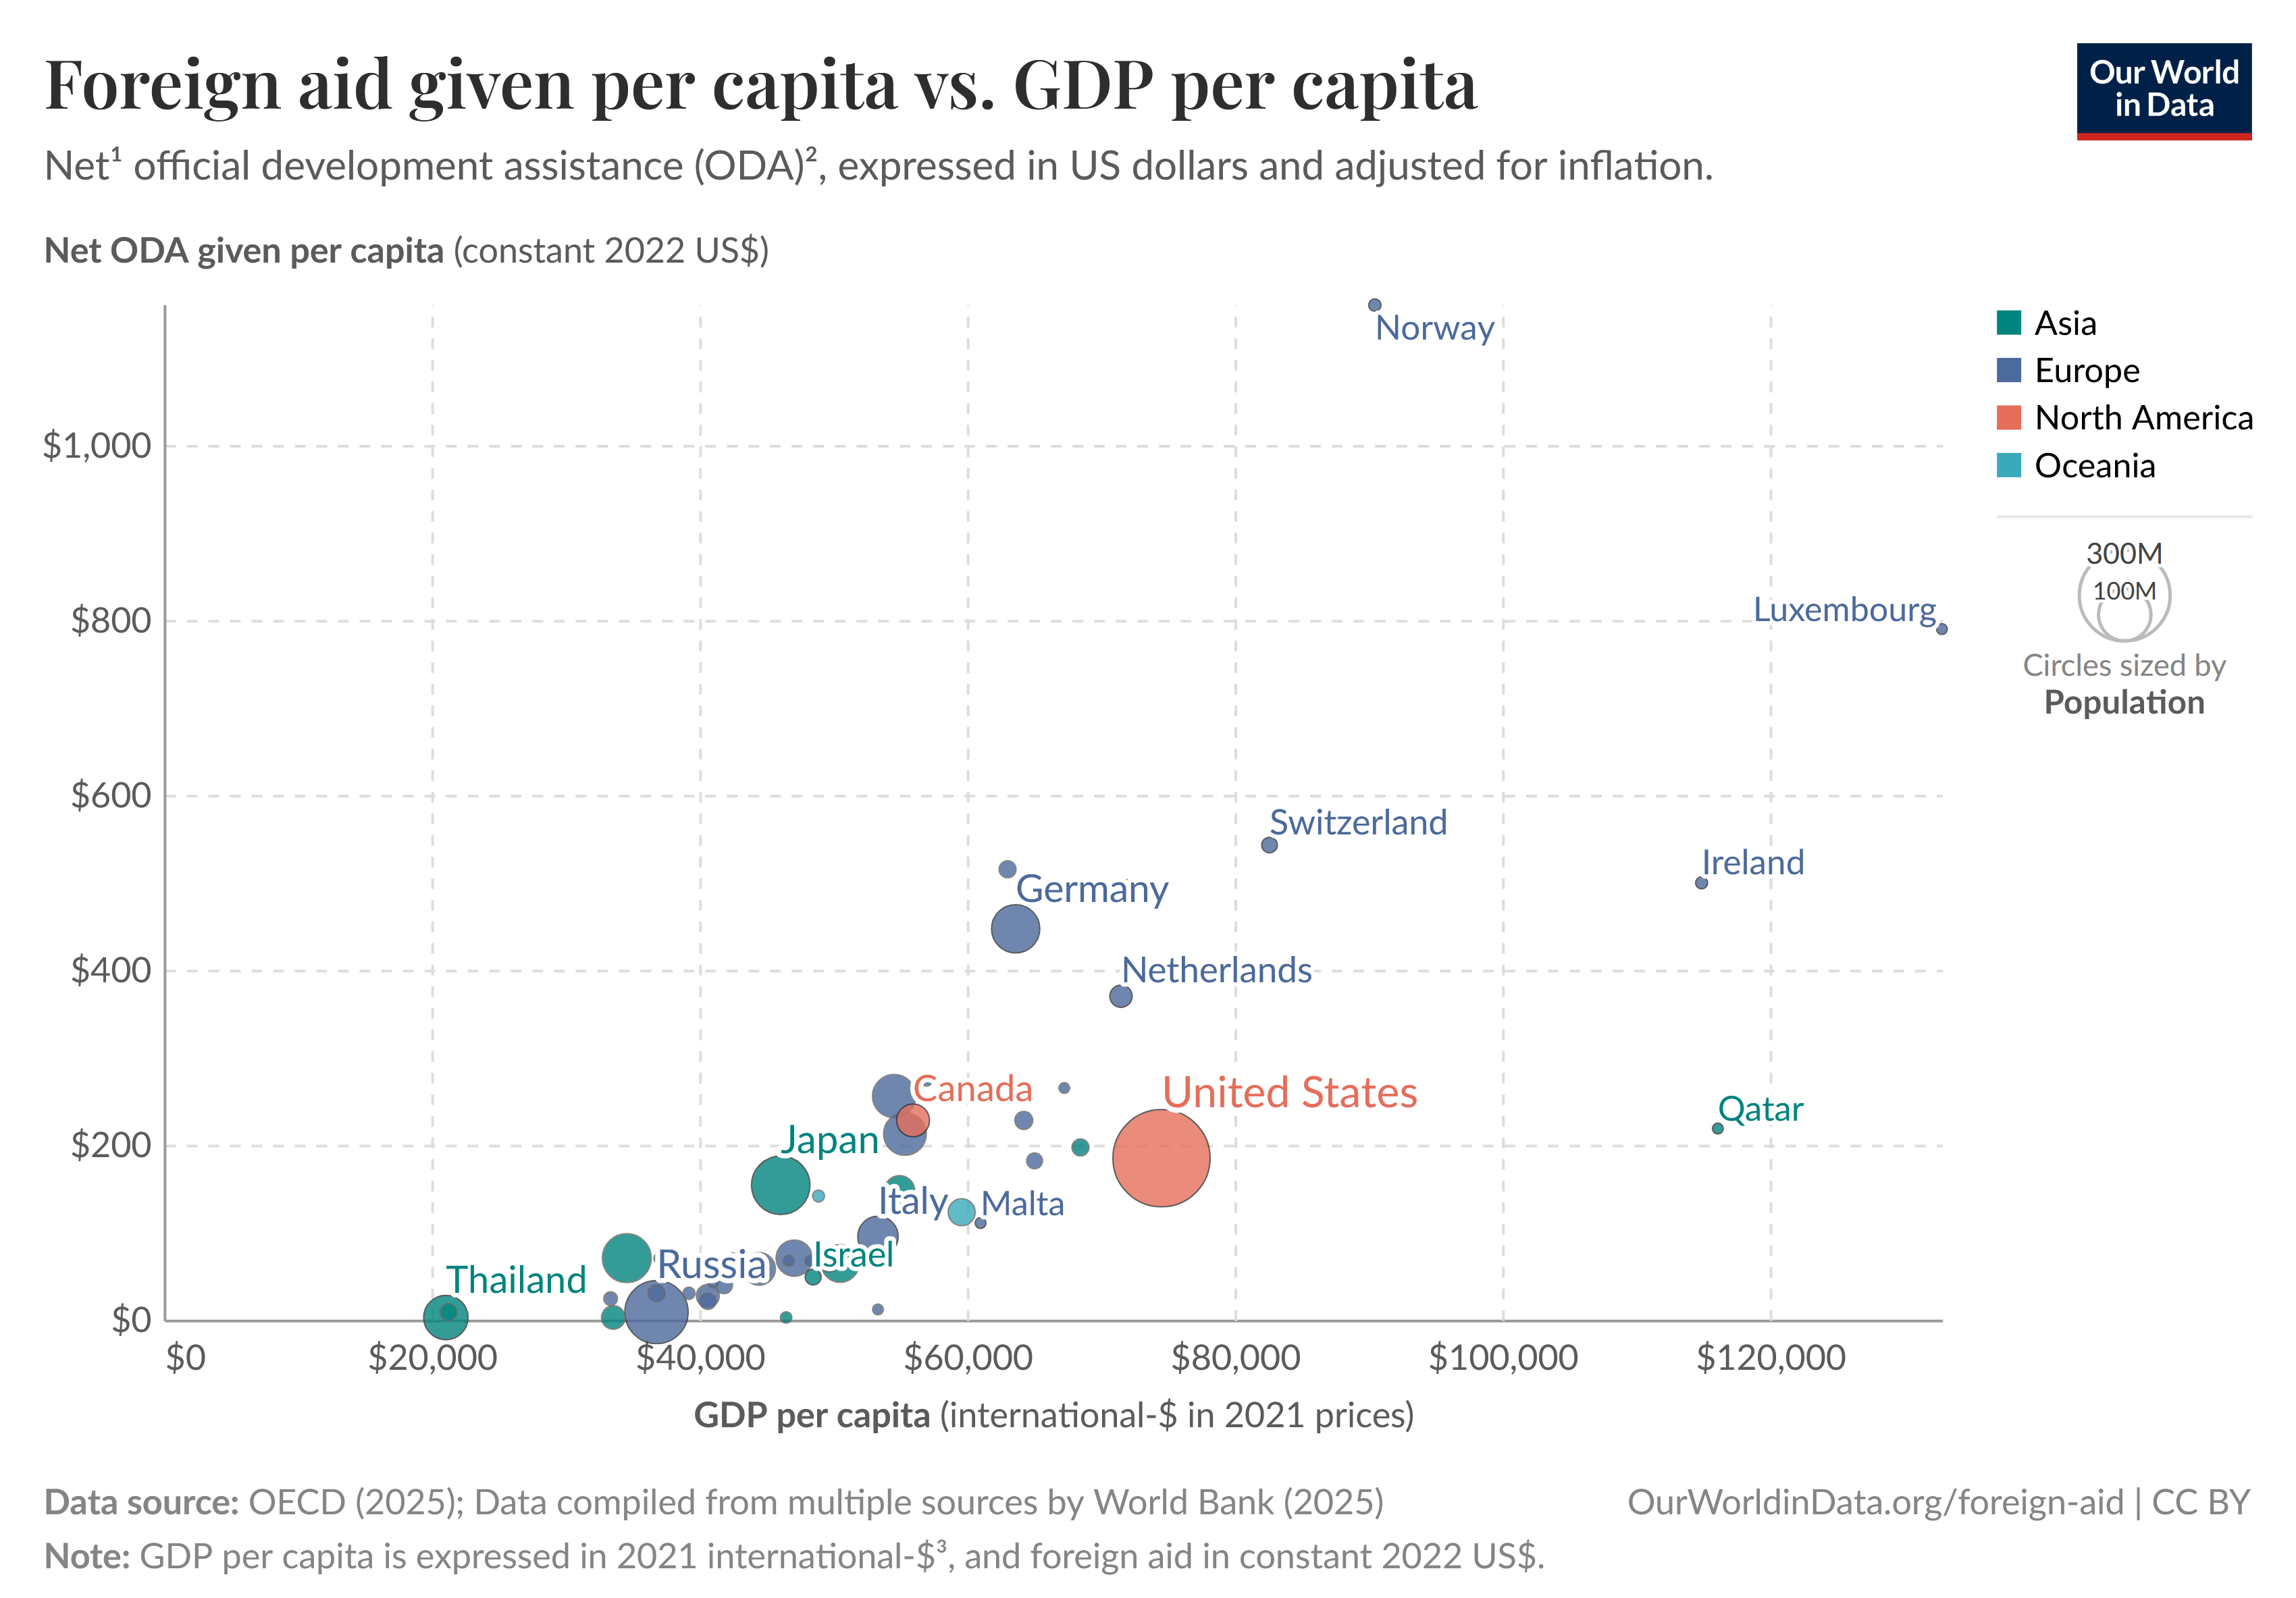 Foreign aid given per capita vs. GDP per capita
Our World
in Data
Net¹ official development assistance (ODA)², expressed in US dollars and adjusted for inflation.
Net ODA given per capita (constant 2022 US$)
Norway
Asia
Europe
North America
Oceania
300M
100M
Circles sized by
Population
$1,000
$800
$600
$400
$200
$0
Luxembourg
Switzerland
Ireland
Germany
Netherlands
Canada
United States
Qatar
Japan
Italy
Malta
Israel
Russia
Thailand
$0
$20,000
$40,000
$60,000
$80,000
$100,000
$120,000
GDP per capita (international-$ in 2021 prices)
Data source: OECD (2025); Data compiled from multiple sources by World Bank (2025)
OurWorldinData.org/foreign-aid | CC BY
Note: GDP per capita is expressed in 2021 international-$³, and foreign aid in constant 2022 US$.